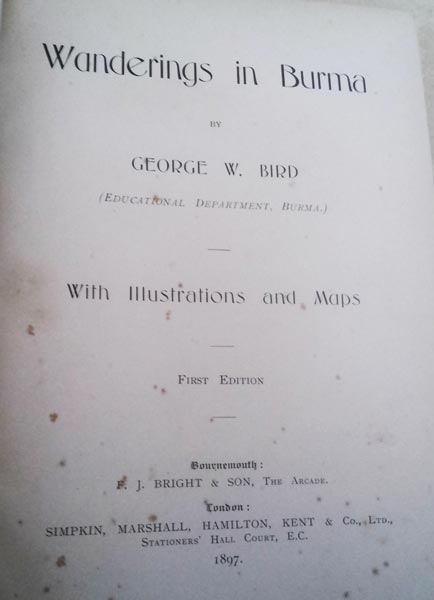 Wanderings in Burma
BY
GEORGE W. BIRD
(EDUCATIONAL DEPARTMENT, BURMA.)
With Illustrations and Maps
FIRST EDITION
Bournemouth:
F. J. BRIGHT & SON, THE ARCADE.
London:
SIMPKIN, MARSHALL, HAMILTON, KENT & Co., LTD.,
STATIONERS' HALL COURT, E.C.
1897.